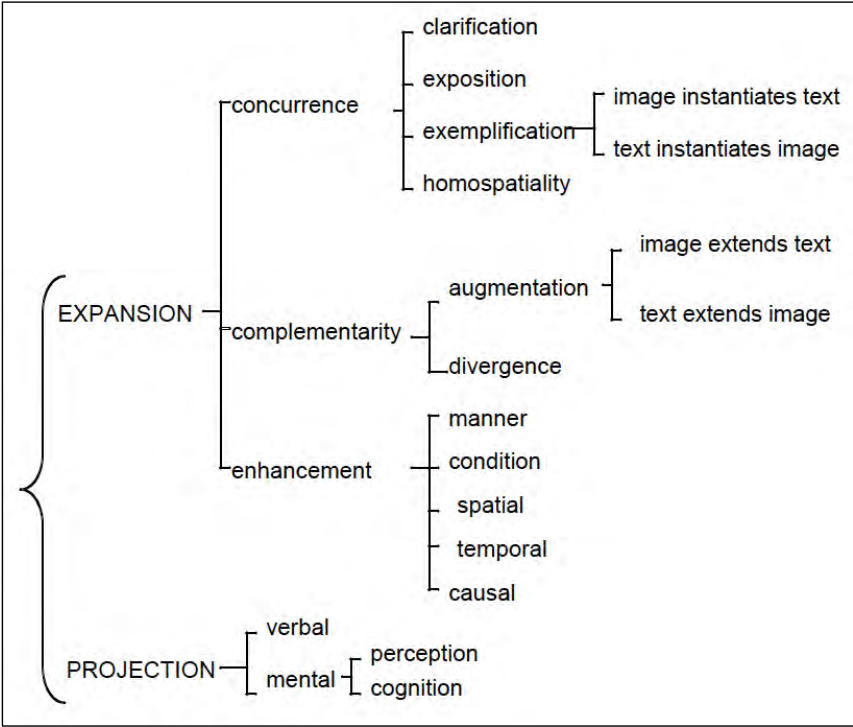 clarification
exposition
concurrence
exemplification
image instantiates text
text instantiates image
homospatiality
EXPANSION
complementarity
augmentation
image extends text
text extends image
divergence
enhancement
manner
condition
spatial
temporal
causal
PROJECTION
verbal
mental
perception
cognition